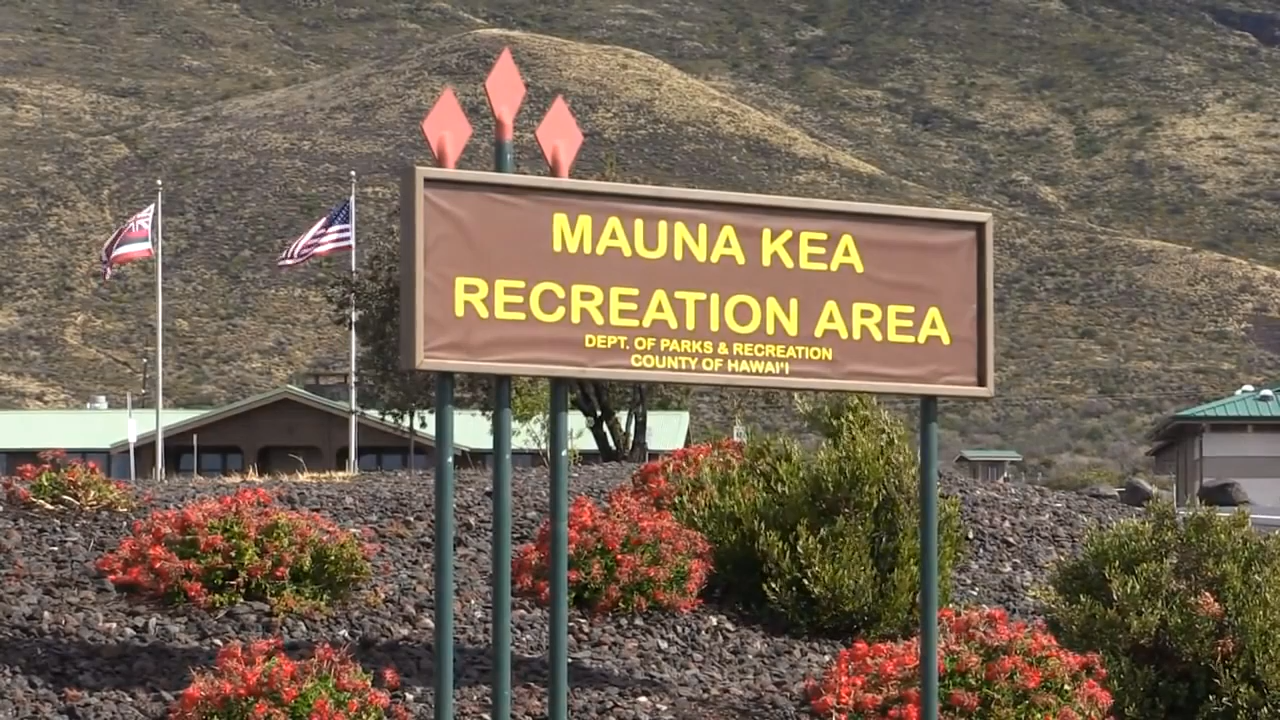 MAUNA KEA
RECREATION AREA
DEPT. OF PARKS & RECREATION
COUNTY OF HAWAI'I